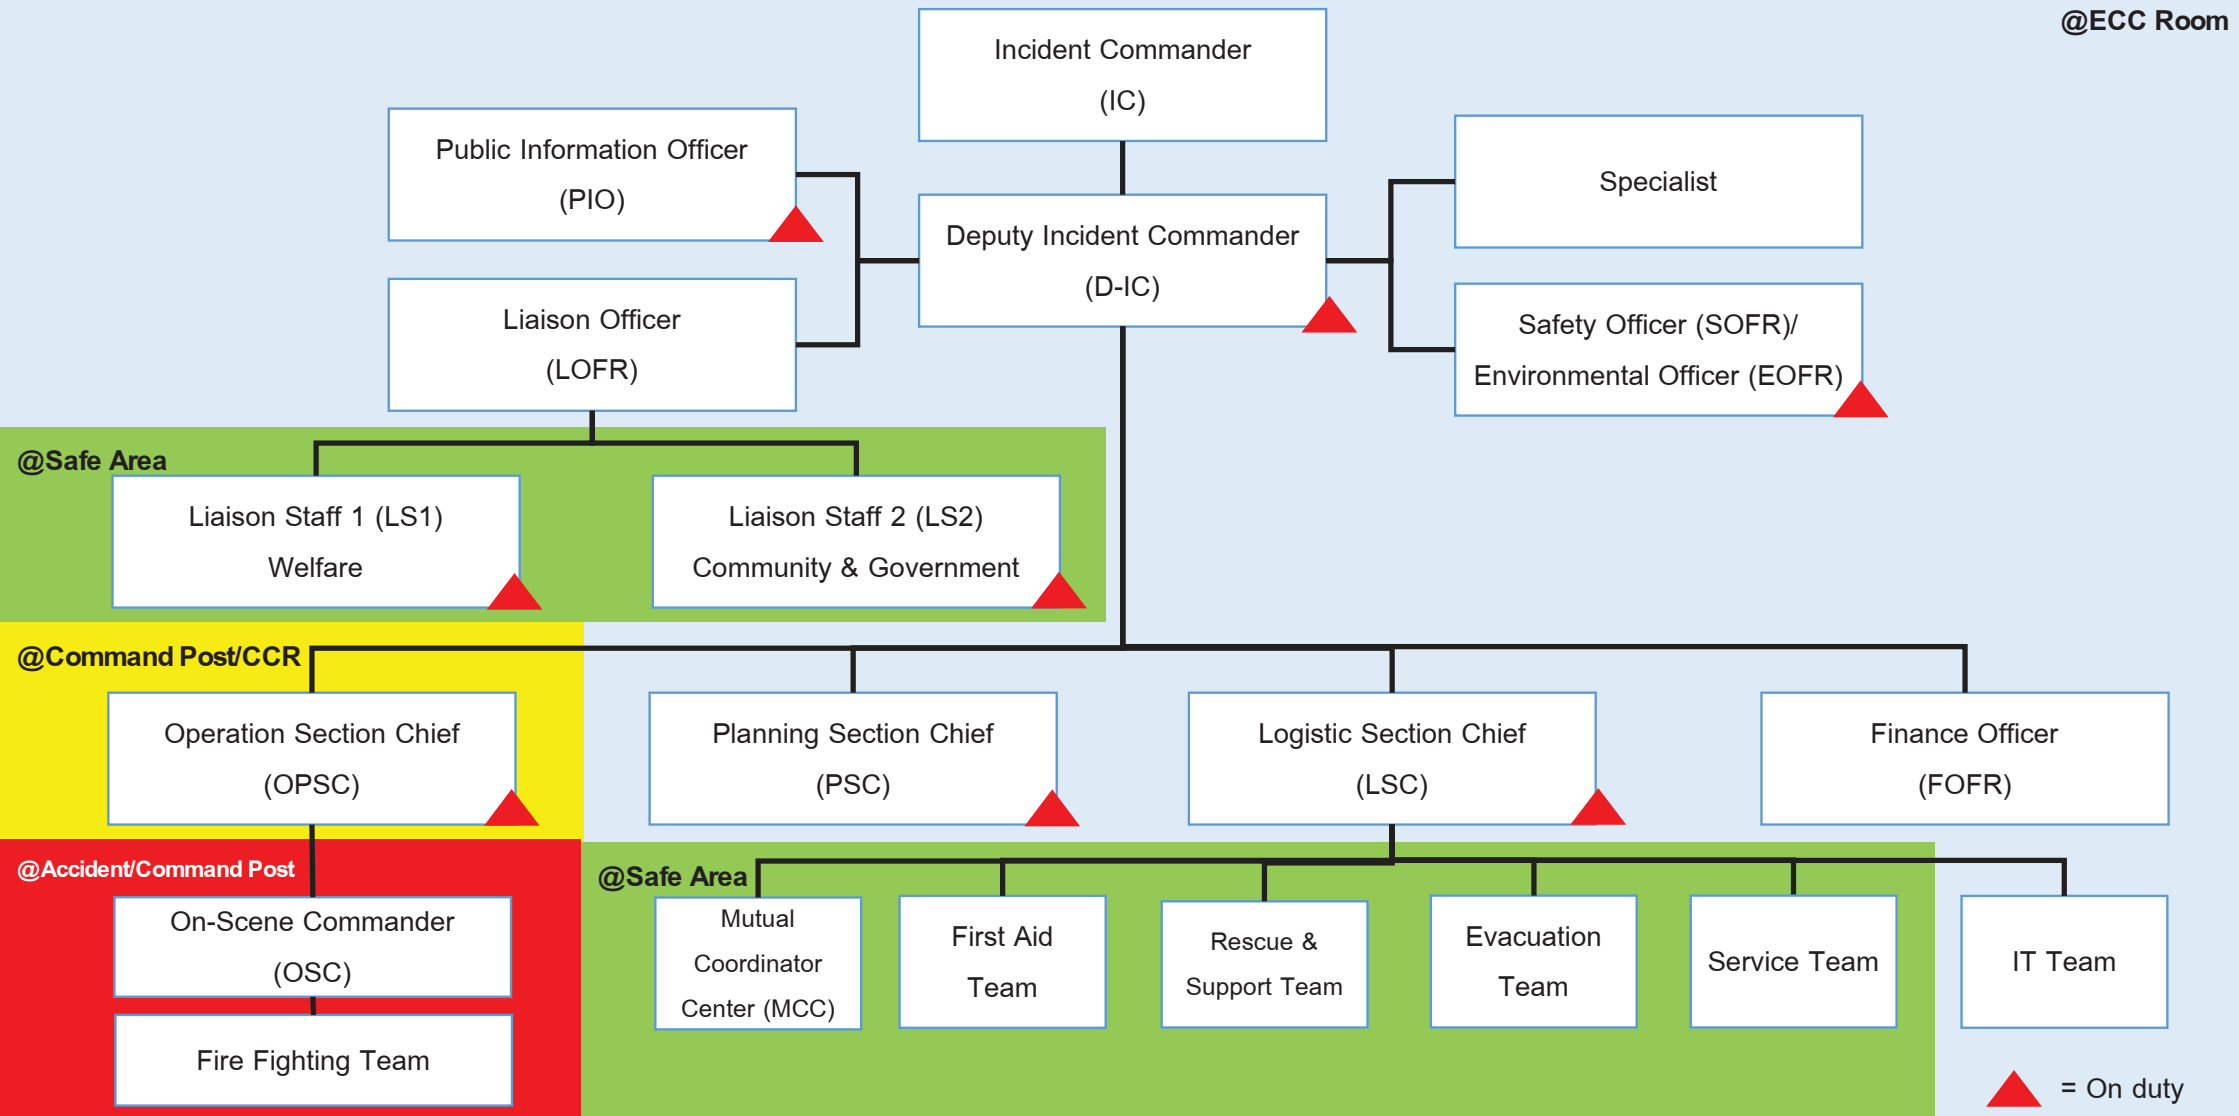 @ECC Room
Incident Commander
(IC)
Public Information Officer
(PIO)
Specialist
Deputy Incident Commander
(D-IC)
Liaison Officer
(LOFR)
Safety Officer (SOFR)/
Environmental Officer (EOFR)
@Safe Area
Liaison Staff 1 (LS1)
Welfare
Liaison Staff 2 (LS2)
Community & Government
@Command Post/CCR
Operation Section Chief
(OPSC)
Planning Section Chief
(PSC)
Logistic Section Chief
(LSC)
Finance Officer
(FOFR)
@Accident/Command Post
On-Scene Commander
(OSC)
Fire Fighting Team
@Safe Area
Mutual
Coordinator
Center (MCC)
First Aid
Team
Rescue &
Support Team
Evacuation
Team
Service Team
IT Team
= On duty